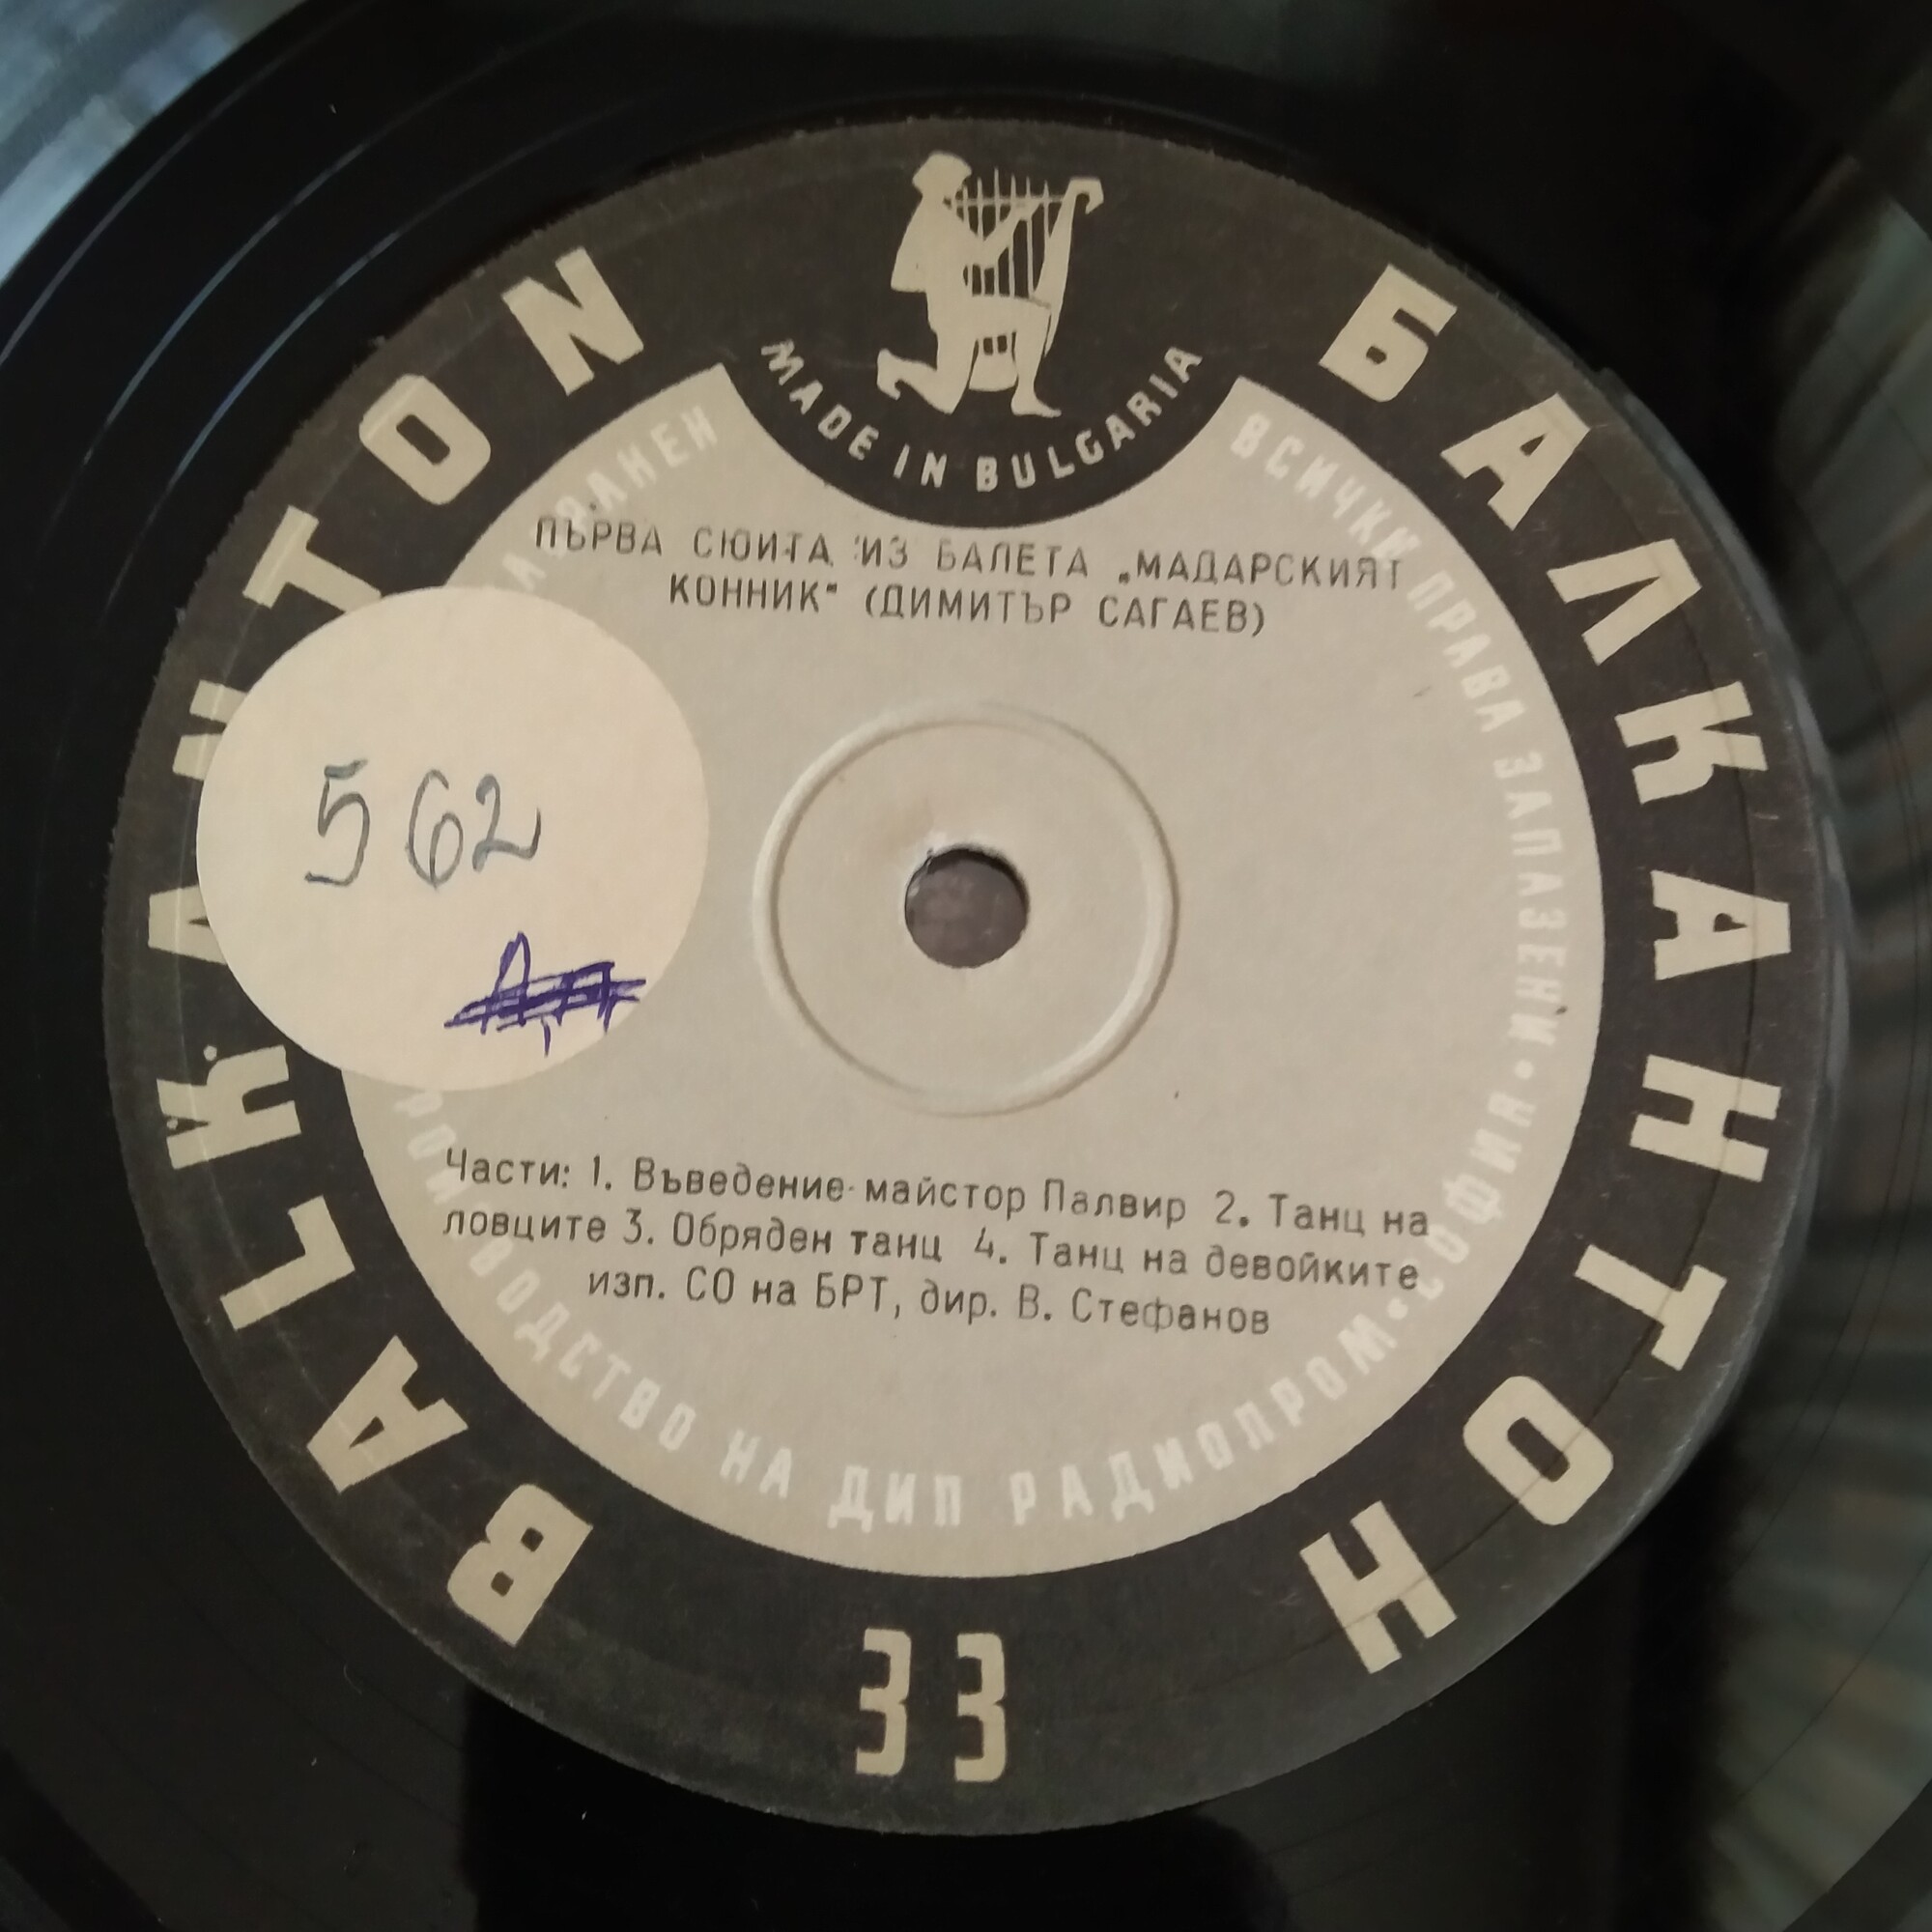 BALKANTON
БАЛКАНТОН
MADE IN BULGARIA
ВСИЧКИ ПРАВА ЗАПАЗЕНИ • НИФИ
СОФ
НА ДИП РАДИОПРОМ •
ПЪРВА СЮИТА ИЗ БАЛЕТА „МАДАРСКИЯТ
КОННИК" (ДИМИТЪР САГАЕВ)
562
Части: 1. Въведение-майстор Палвир 2. Танц на
ловците 3. Обряден танц 4. Танц на девойките
изп. СО на БРТ, дир. В. Стефанов
33